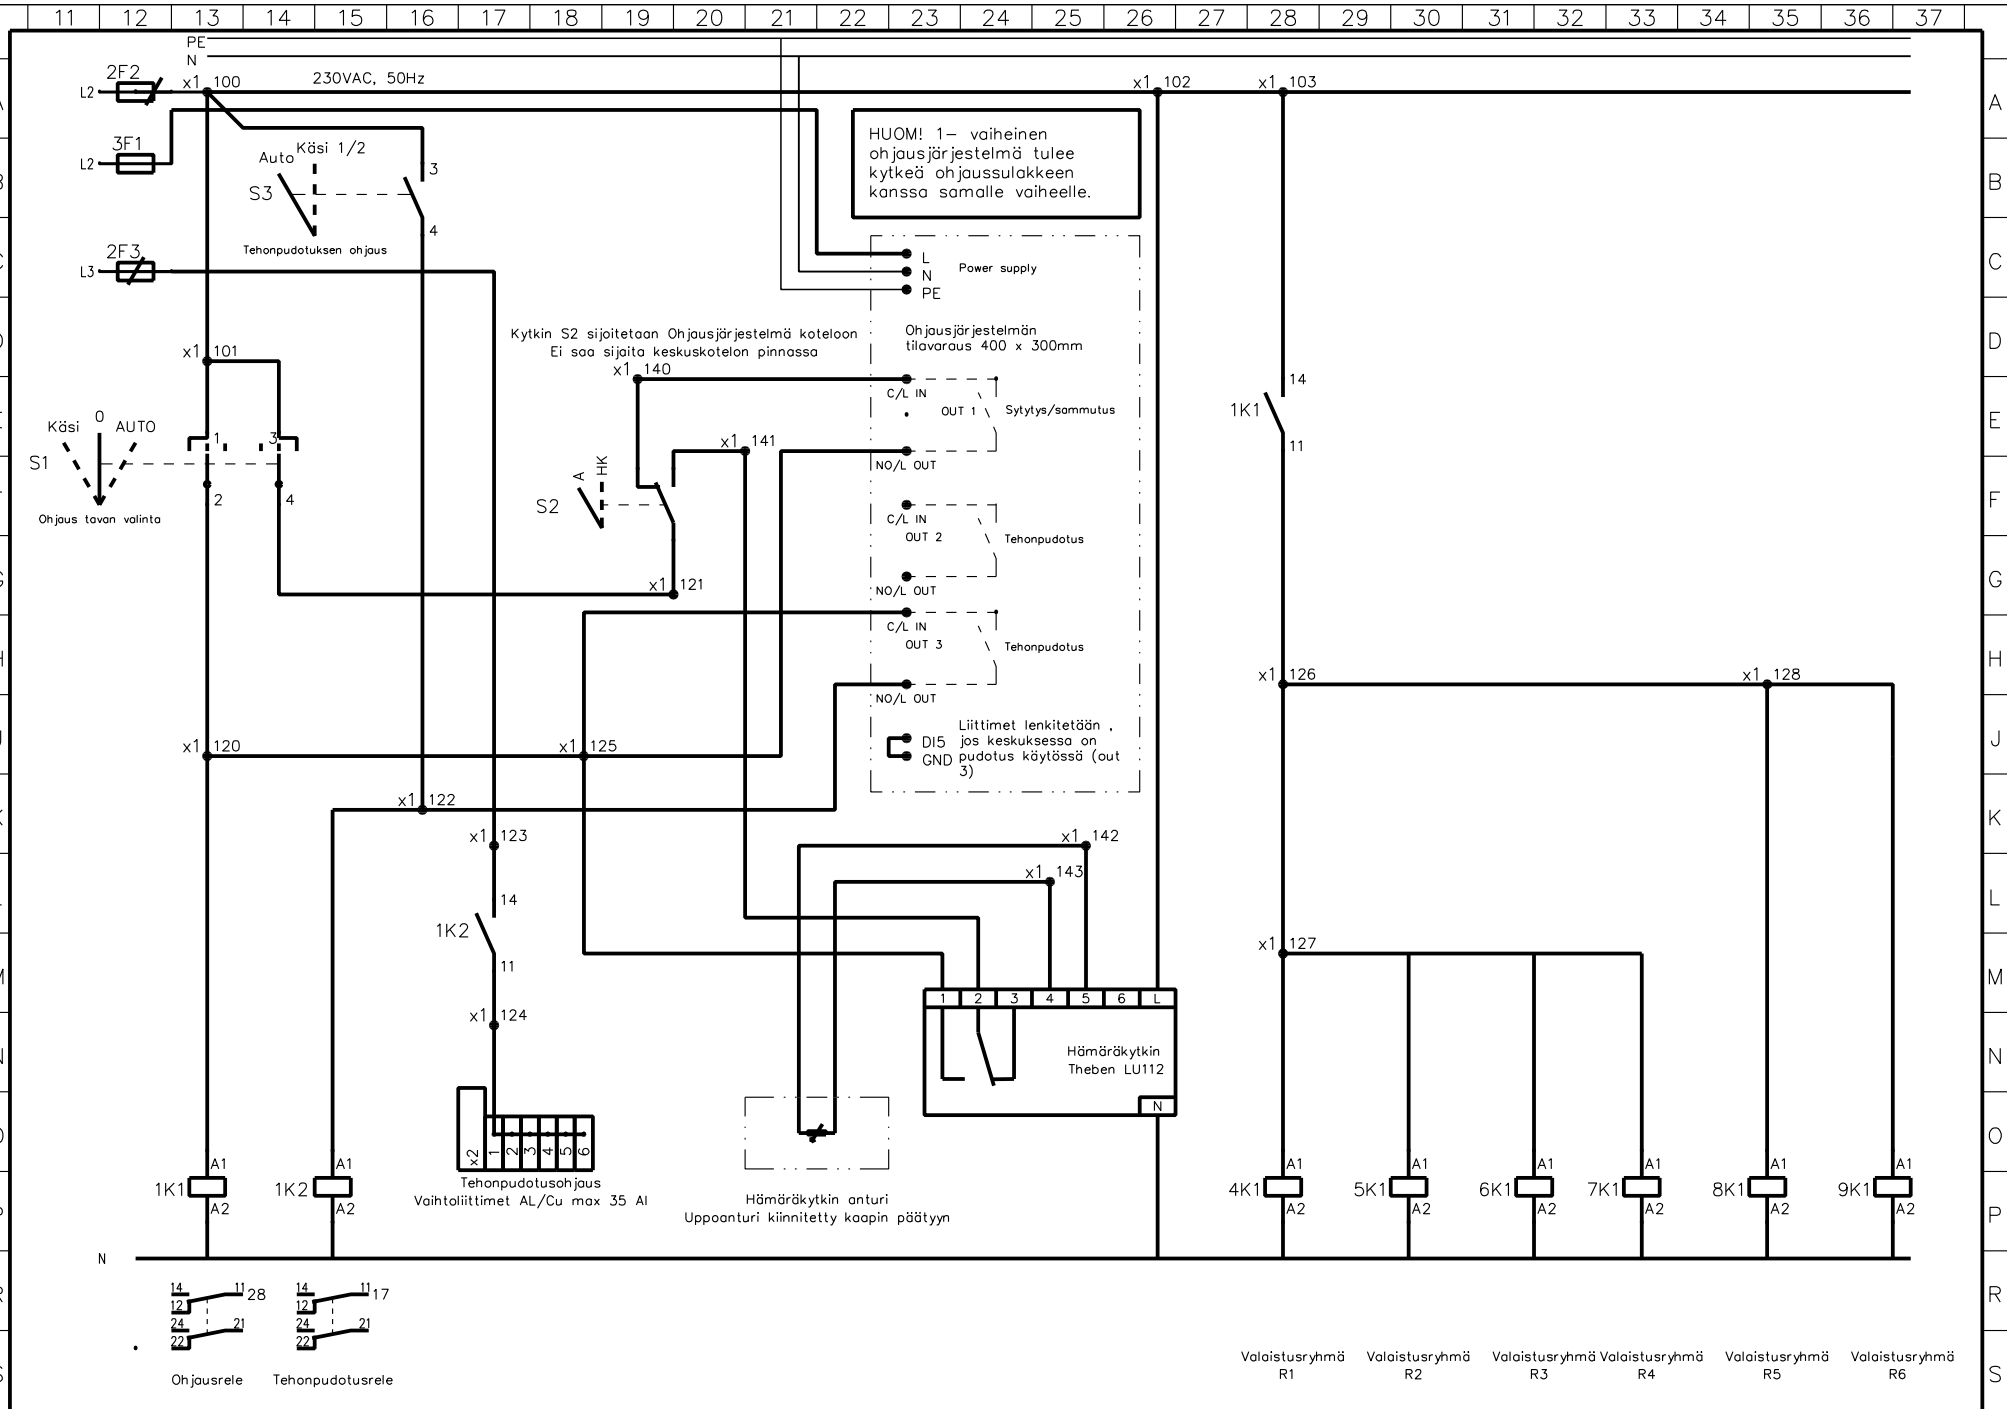 11 12 13 14 15 16 17 18 19 20 21 22 23 24 25 26 27 28 29 30 31 32 33 34 35 36 37
PE
N
2F2
L2
x1 100
230VAC, 50Hz
x1 102
x1 103
A
3F1
L2
Auto
Käsi 1/2
S3
3
4
Tehonpudotuksen ohjaus
HUOM! 1- vaiheinen
ohjausjärjestelmä tulee
kytkeä ohjaussulakkeen
kanssa samalle vaiheelle.
B
2F3
L3
L
N
PE
Power supply
C
Kytkin S2 sijoitetaan Ohjausjärjestelmä koteloon
Ei saa sijaita keskuskotelon pinnassa
Ohjausjärjestelmän
tilavaraus 400 x 300mm
D
x1 101
x1 140
C/L IN
OUT 1
Sytytys/sammutus
NO/L OUT
14
1K1
11
E
Käsi
0
AUTO
S1
1
3
2
4
Ohjaus tavan valinta
x1 141
A
HK
S2
C/L IN
OUT 2
Tehonpudotus
NO/L OUT
F
x1 121
G
C/L IN
OUT 3
Tehonpudotus
NO/L OUT
x1 126
x1 128
H
x1 120
x1 125
DI5
GND
Liittimet lenkitetään ,
jos keskuksessa on
pudotus käytössä (out
3)
J
x1 122
x1 123
x1 142
K
x1 143
14
1K2
11
L
x1 127
M
x1 124
1 2 3 4 5 6 L
Hämäräkytkin
Theben LU112
N
N
x2 1 2 3 4 5 6
Tehonpudotusohjaus
Vaihtoliittimet AL/Cu max 35 Al
Hämäräkytkin anturi
Uppoanturi kiinnitetty kaapin päätyyn
O
A1
1K1
A2
A1
1K2
A2
A1
4K1
A2
A1
5K1
A2
A1
6K1
A2
A1
7K1
A2
A1
8K1
A2
A1
9K1
A2
P
N
14 11 28
12
24 21
22
Ohjausrele
14 11 17
12
24 21
22
Tehonpudotusrele
R
Valaistusryhmä
R1
Valaistusryhmä
R2
Valaistusryhmä
R3
Valaistusryhmä
R4
Valaistusryhmä
R5
Valaistusryhmä
R6
S